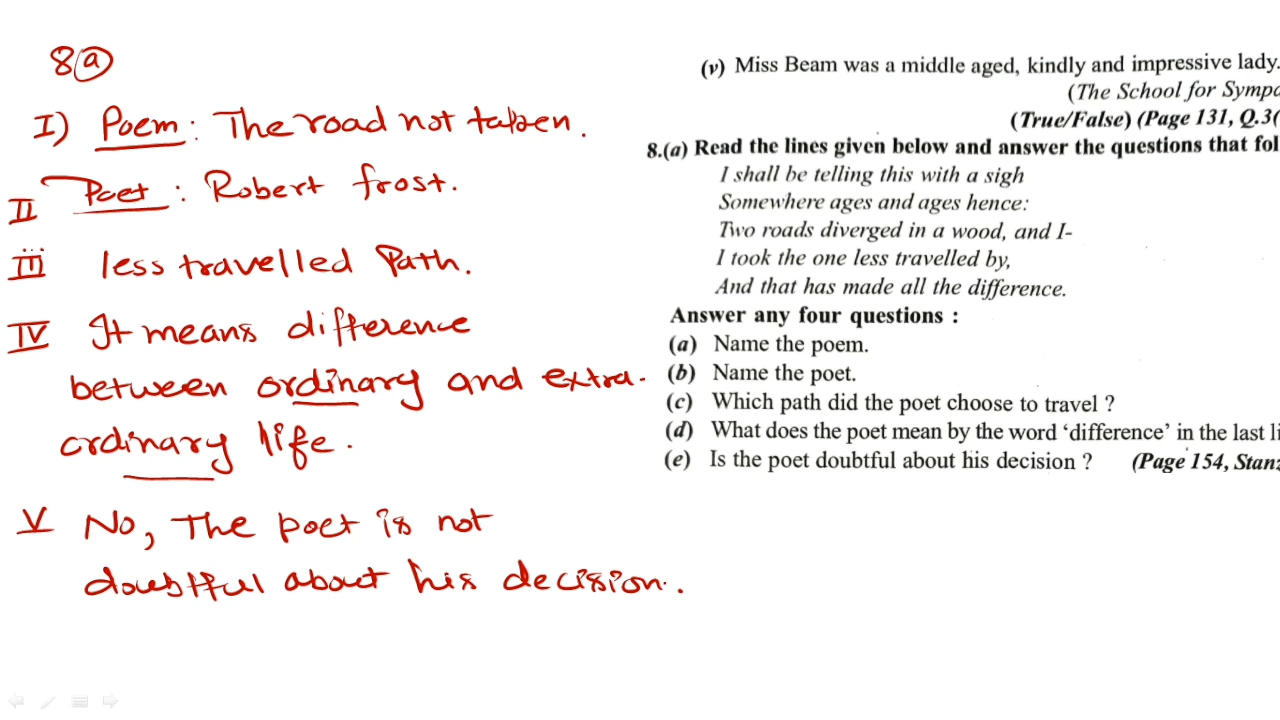 8(a)
I) Poem : The road not taken.
II Poet : Robert frost.
III less travelled Path.
IV It means difference
between ordinary and extra-
ordinary life.
V No, The poet is not
doubtful about his decision.
(v) Miss Beam was a middle aged, kindly and impressive lady.
(The School for Sympa
(True/False) (Page 131, Q.3(
8.(a) Read the lines given below and answer the questions that fol
I shall be telling this with a sigh
Somewhere ages and ages hence:
Two roads diverged in a wood, and I-
I took the one less travelled by,
And that has made all the difference.
Answer any four questions :
(a) Name the poem.
(b) Name the poet.
(c) Which path did the poet choose to travel ?
(d) What does the poet mean by the word ‘difference’ in the last li
(e) Is the poet doubtful about his decision ? (Page 154, Stanz